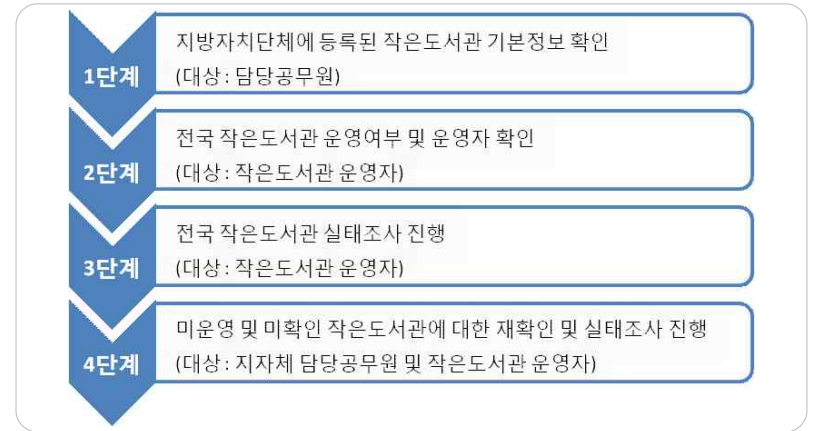 1단계
지방자치단체에 등록된 작은도서관 기본정보 확인
(대상 : 담당공무원)
2단계
전국 작은도서관 운영여부 및 운영자 확인
(대상 : 작은도서관 운영자)
3단계
전국 작은도서관 실태조사 진행
(대상 : 작은도서관 운영자)
4단계
미운영 및 미확인 작은도서관에 대한 재확인 및 실태조사 진행
(대상 : 지자체 담당공무원 및 작은도서관 운영자)